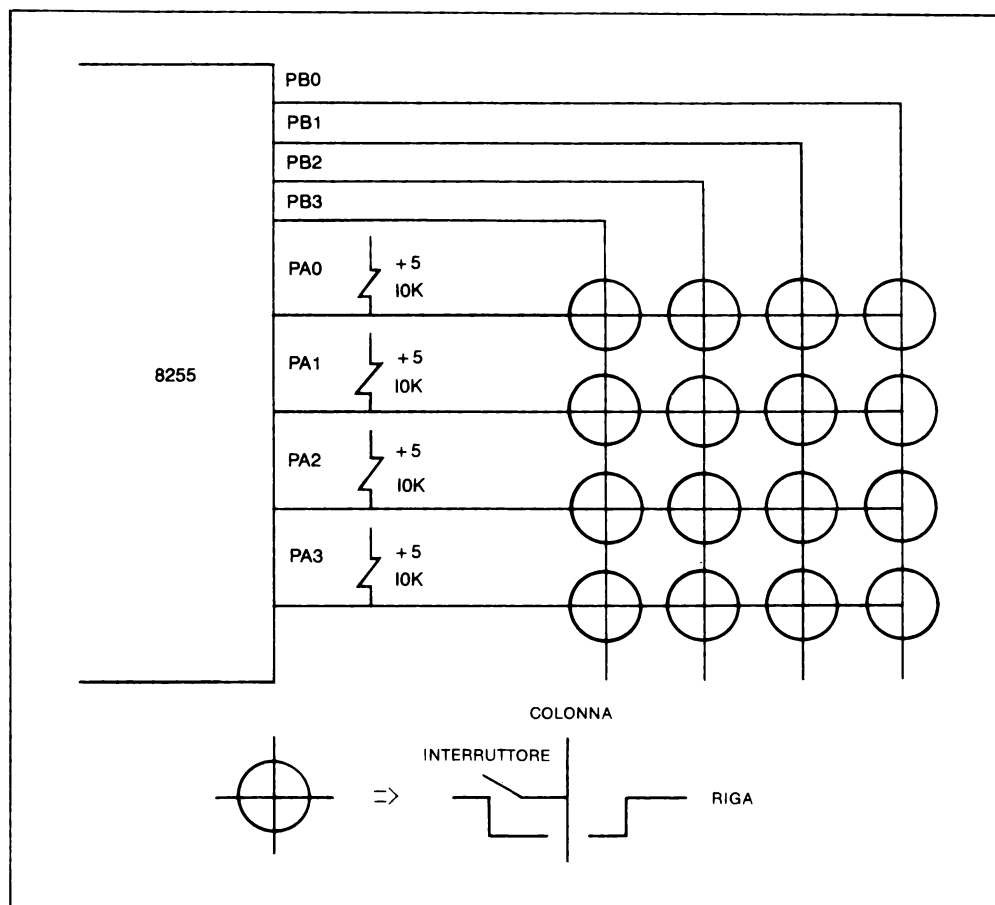 PB0
PB1
PB2
PB3
PA0
+5
10K
PA1
+5
10K
8255
PA2
+5
10K
PA3
+5
10K
COLONNA
INTERRUTTORE
=>
RIGA